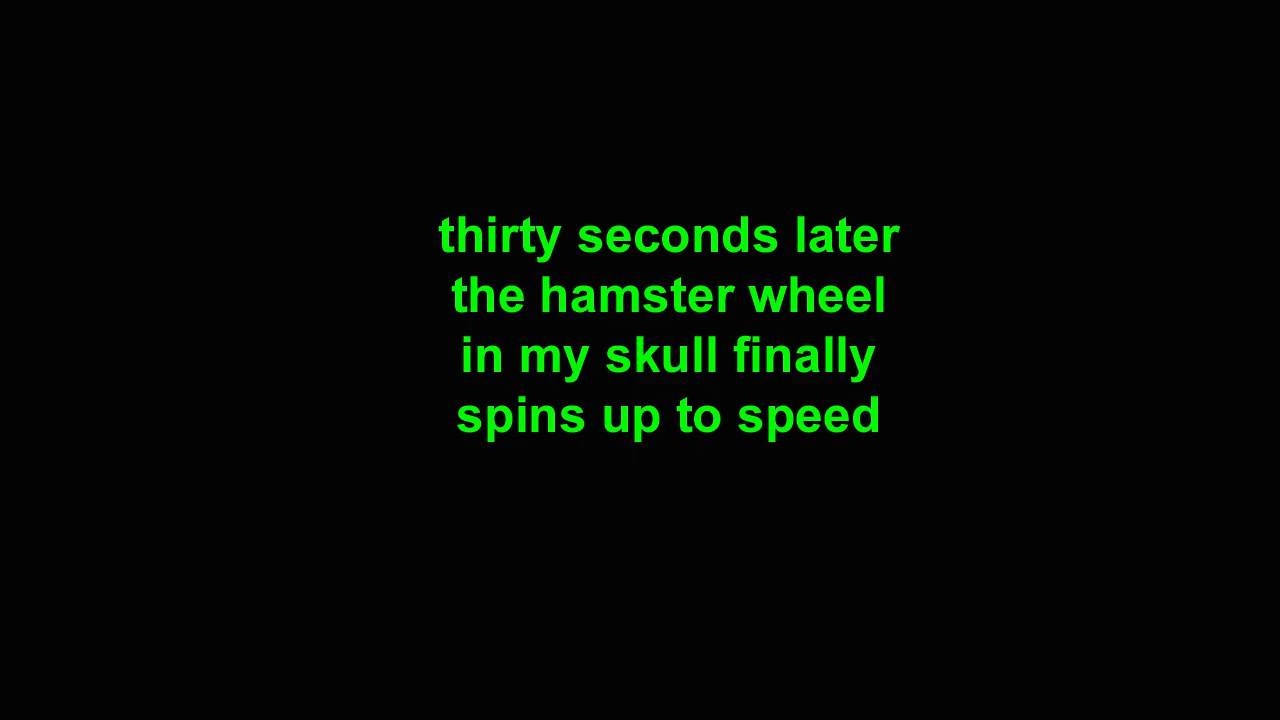 thirty seconds later
the hamster wheel
in my skull finally
spins up to speed